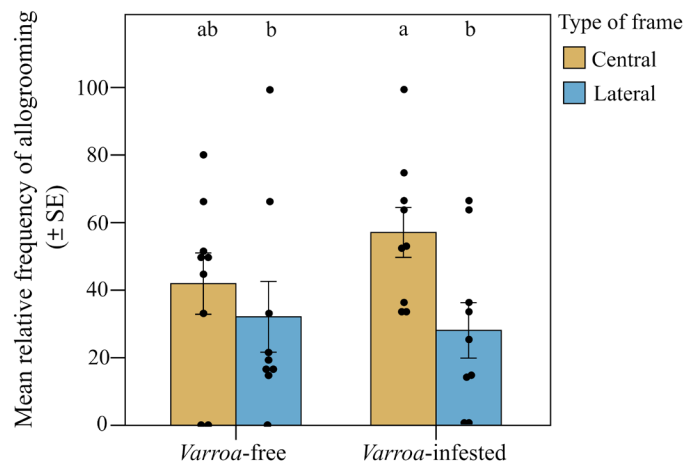 ab b a b
Type of frame
Central
Lateral
Mean relative frequency of allogrooming
(± SE)
100
80
60
40
20
0
Varroa-free Varroa-infested